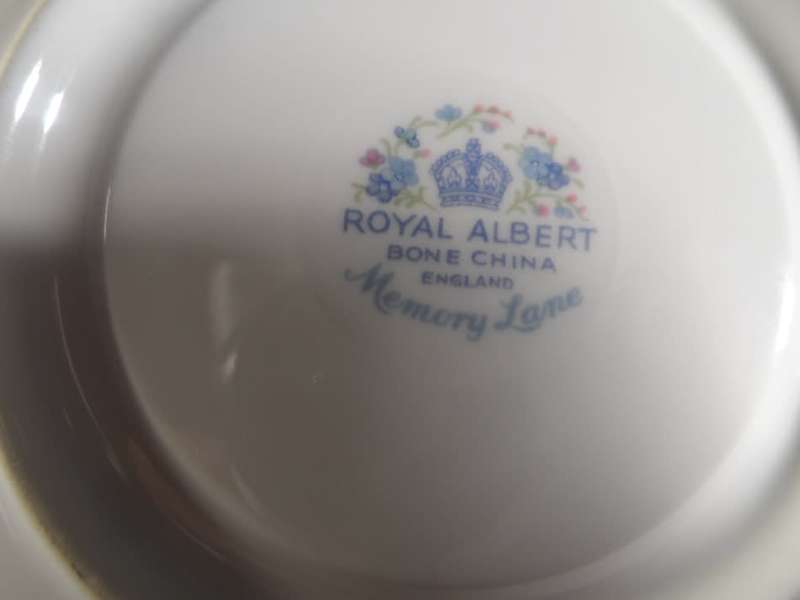 ROYAL ALBERT
BONE CHINA
ENGLAND
Memory Lane